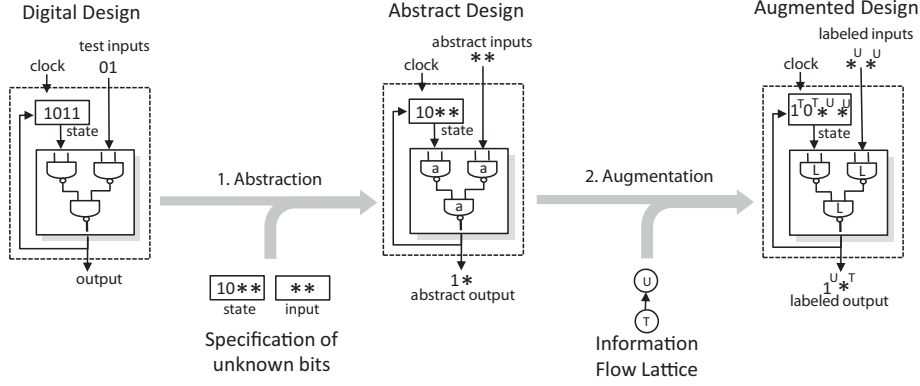 Digital Design
test inputs
clock
01
1011
state
output
1. Abstraction
10**
**
state
input
Specification of
unknown bits
Abstract Design
abstract inputs
clock
**
10**
state
a
a
a
1*
abstract output
2. Augmentation
U
T
Information
Flow Lattice
Augmented Design
labeled inputs
clock
*U*U
1T0T*U*U
state
L
L
L
1U*T
labeled output